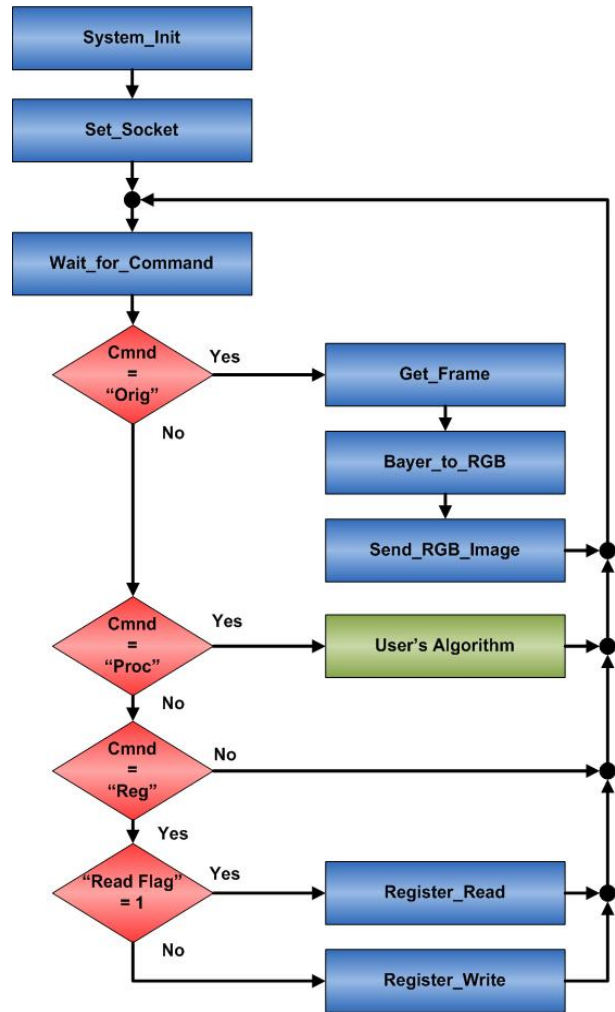 System_Init
Set_Socket
Wait_for_Command
Cmnd
=
“Orig”
Yes
No
Get_Frame
Bayer_to_RGB
Send_RGB_Image
Cmnd
=
“Proc”
Yes
No
User’s Algorithm
Cmnd
=
“Reg”
No
Yes
“Read Flag”
= 1
Yes
No
Register_Read
Register_Write